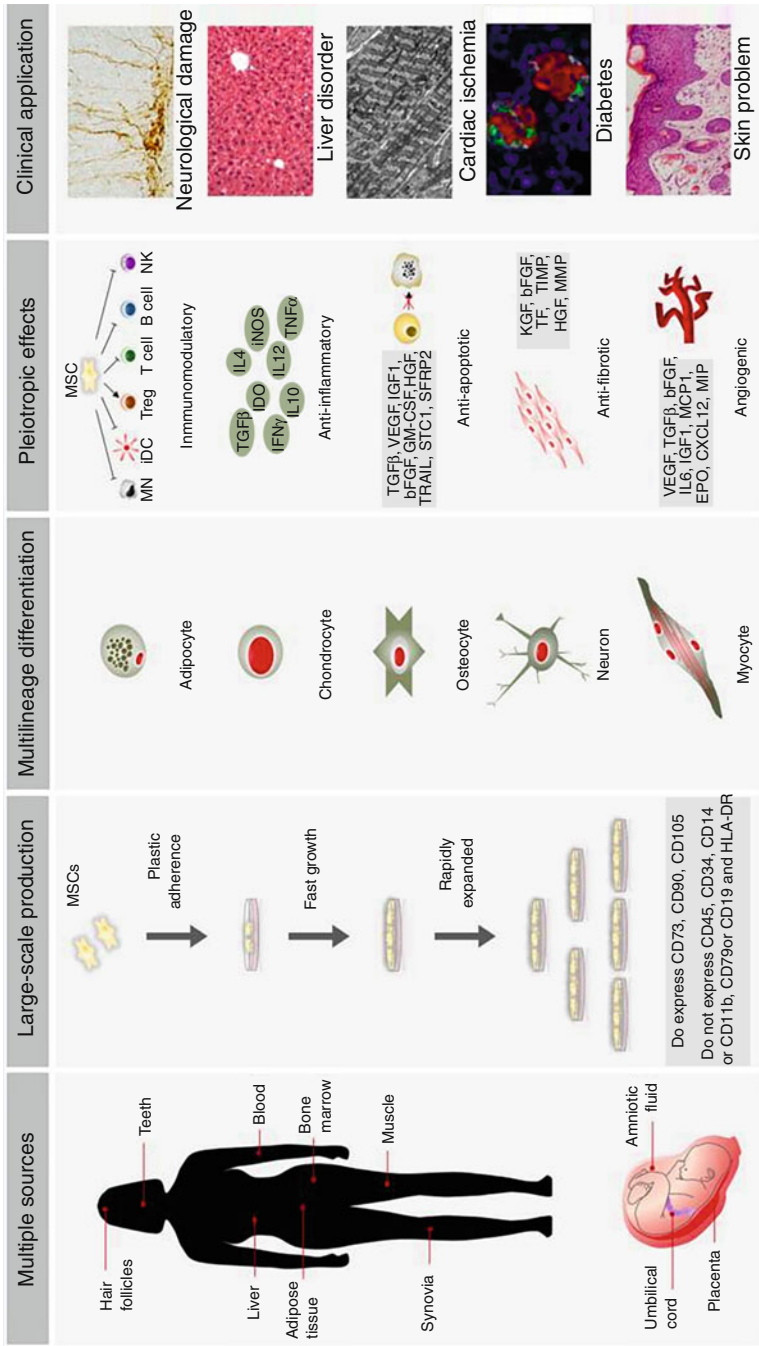 Multiple sources
Hair
follicles
Teeth
Liver
Blood
Adipose
tissue
Bone
marrow
Synovia
Muscle
Umbilical
cord
Amniotic
fluid
Placenta
Large-scale production
MSCs
Plastic
adherence
Fast growth
Rapidly
expanded
Do express CD73, CD90, CD105
Do not express CD45, CD34, CD14
or CD11b, CD79or CD19 and HLA-DR
Multilineage differentiation
Adipocyte
Chondrocyte
Osteocyte
Neuron
Myocyte
Pleiotropic effects
MSC
MN iDC Treg T cell B cell NK
Inmmunomodulatory
TGFβ
IDO
IL4
iNOS
IFNγ
IL10
IL12
TNFα
Anti-inflammatory
TGFβ, VEGF, IGF1,
bFGF, GM-CSF, HGF,
TRAIL, STC1, SFRP2
Anti-apoptotic
KGF, bFGF,
TF, TIMP,
HGF, MMP
Anti-fibrotic
VEGF, TGFβ, bFGF,
IL6, IGF1, MCP1,
EPO, CXCL12, MIP
Angiogenic
Clinical application
Neurological damage
Liver disorder
Cardiac ischemia
Diabetes
Skin problem